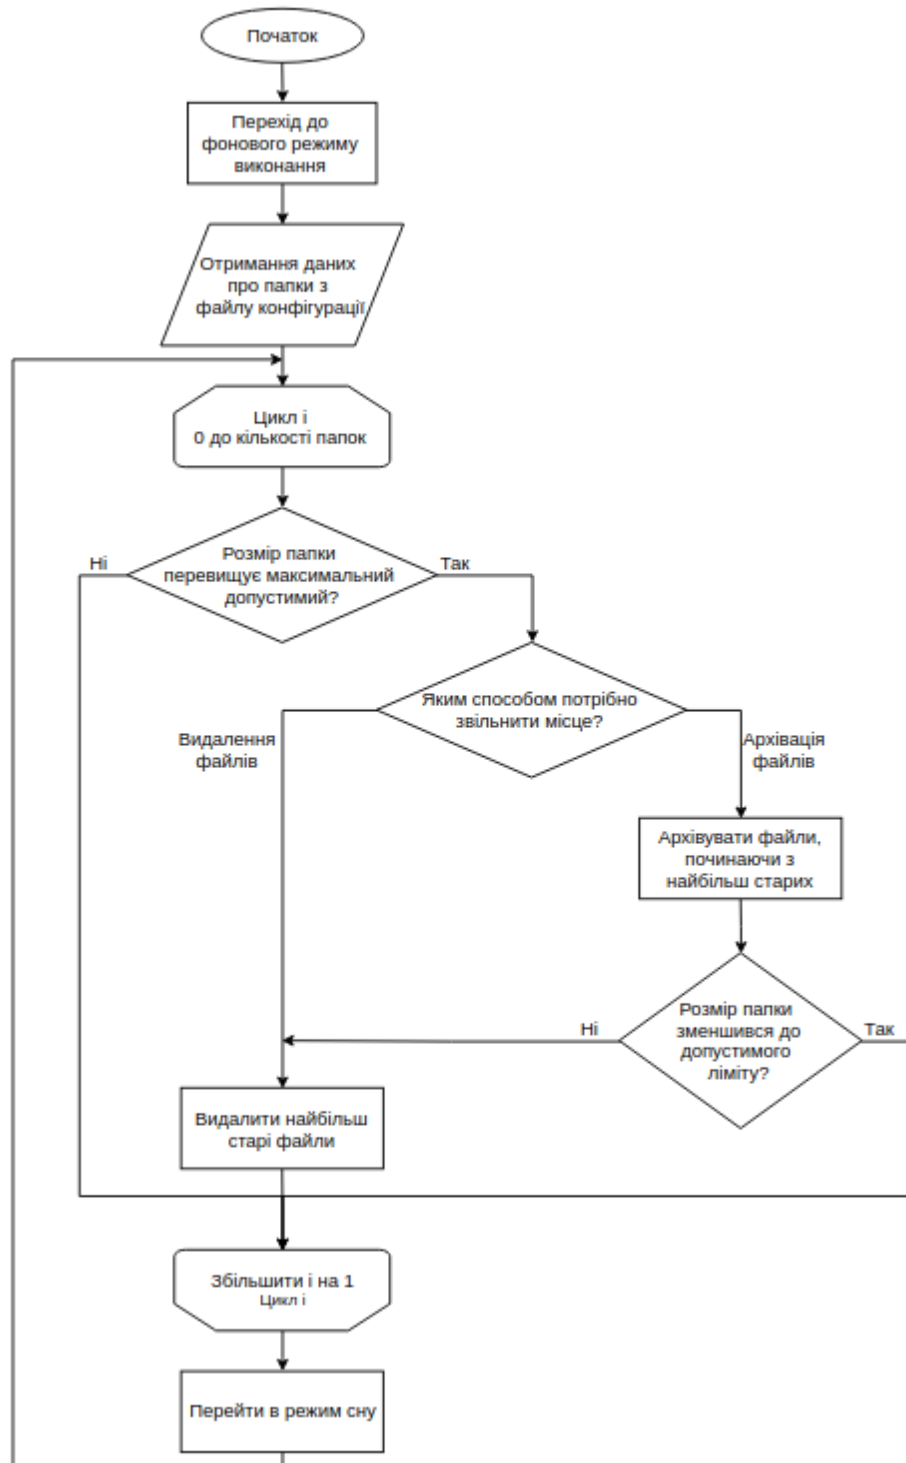 Початок
Перехід до
фонового режиму
виконання
Отримання даних
про папки з
файлу конфігурації
Цикл і
0 до кількості папок
Ні
Розмір папки
перевищує максимальний
допустимий?
Так
Яким способом потрібно
звільнити місце?
Видалення
файлів
Архівація
файлів
Архівувати файли,
починаючи з
найбільш старих
Ні
Розмір папки
зменшився до
допустимого
ліміту?
Так
Видалити найбільш
старі файли
Збільшити і на 1
Цикл і
Перейти в режим сну